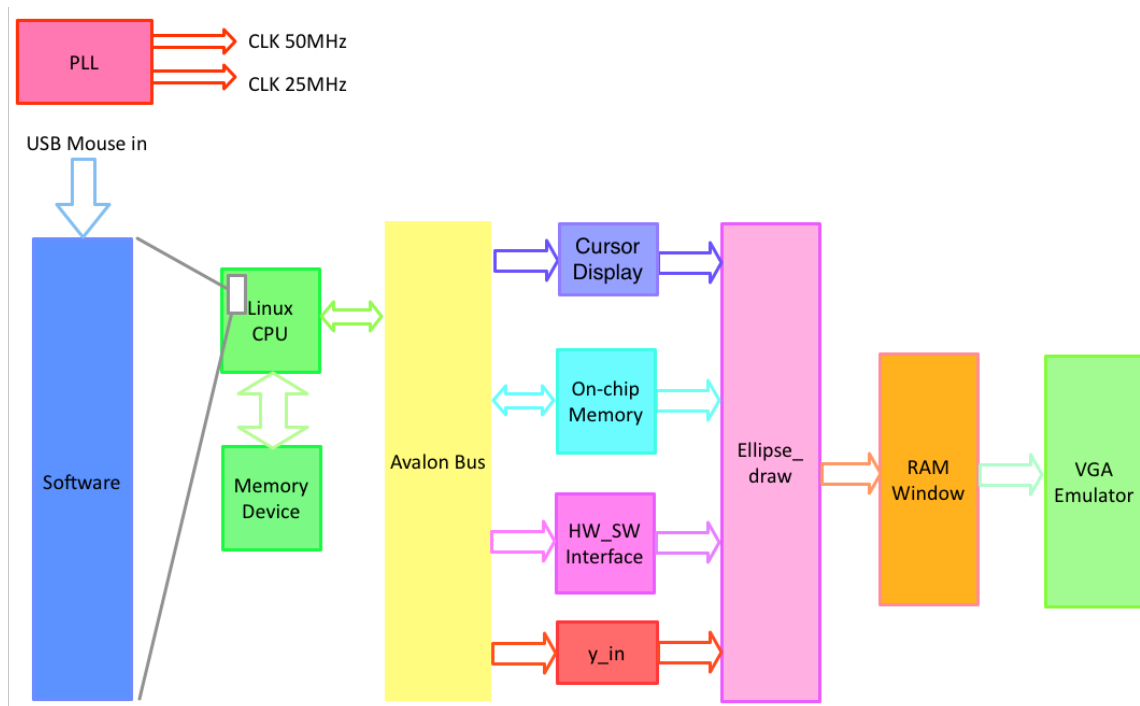 PLL
CLK 50MHz
CLK 25MHz
USB Mouse in
Software
Linux
CPU
Memory
Device
Avalon Bus
Cursor
Display
On-chip
Memory
HW_SW
Interface
y_in
Ellipse_
draw
RAM
Window
VGA
Emulator